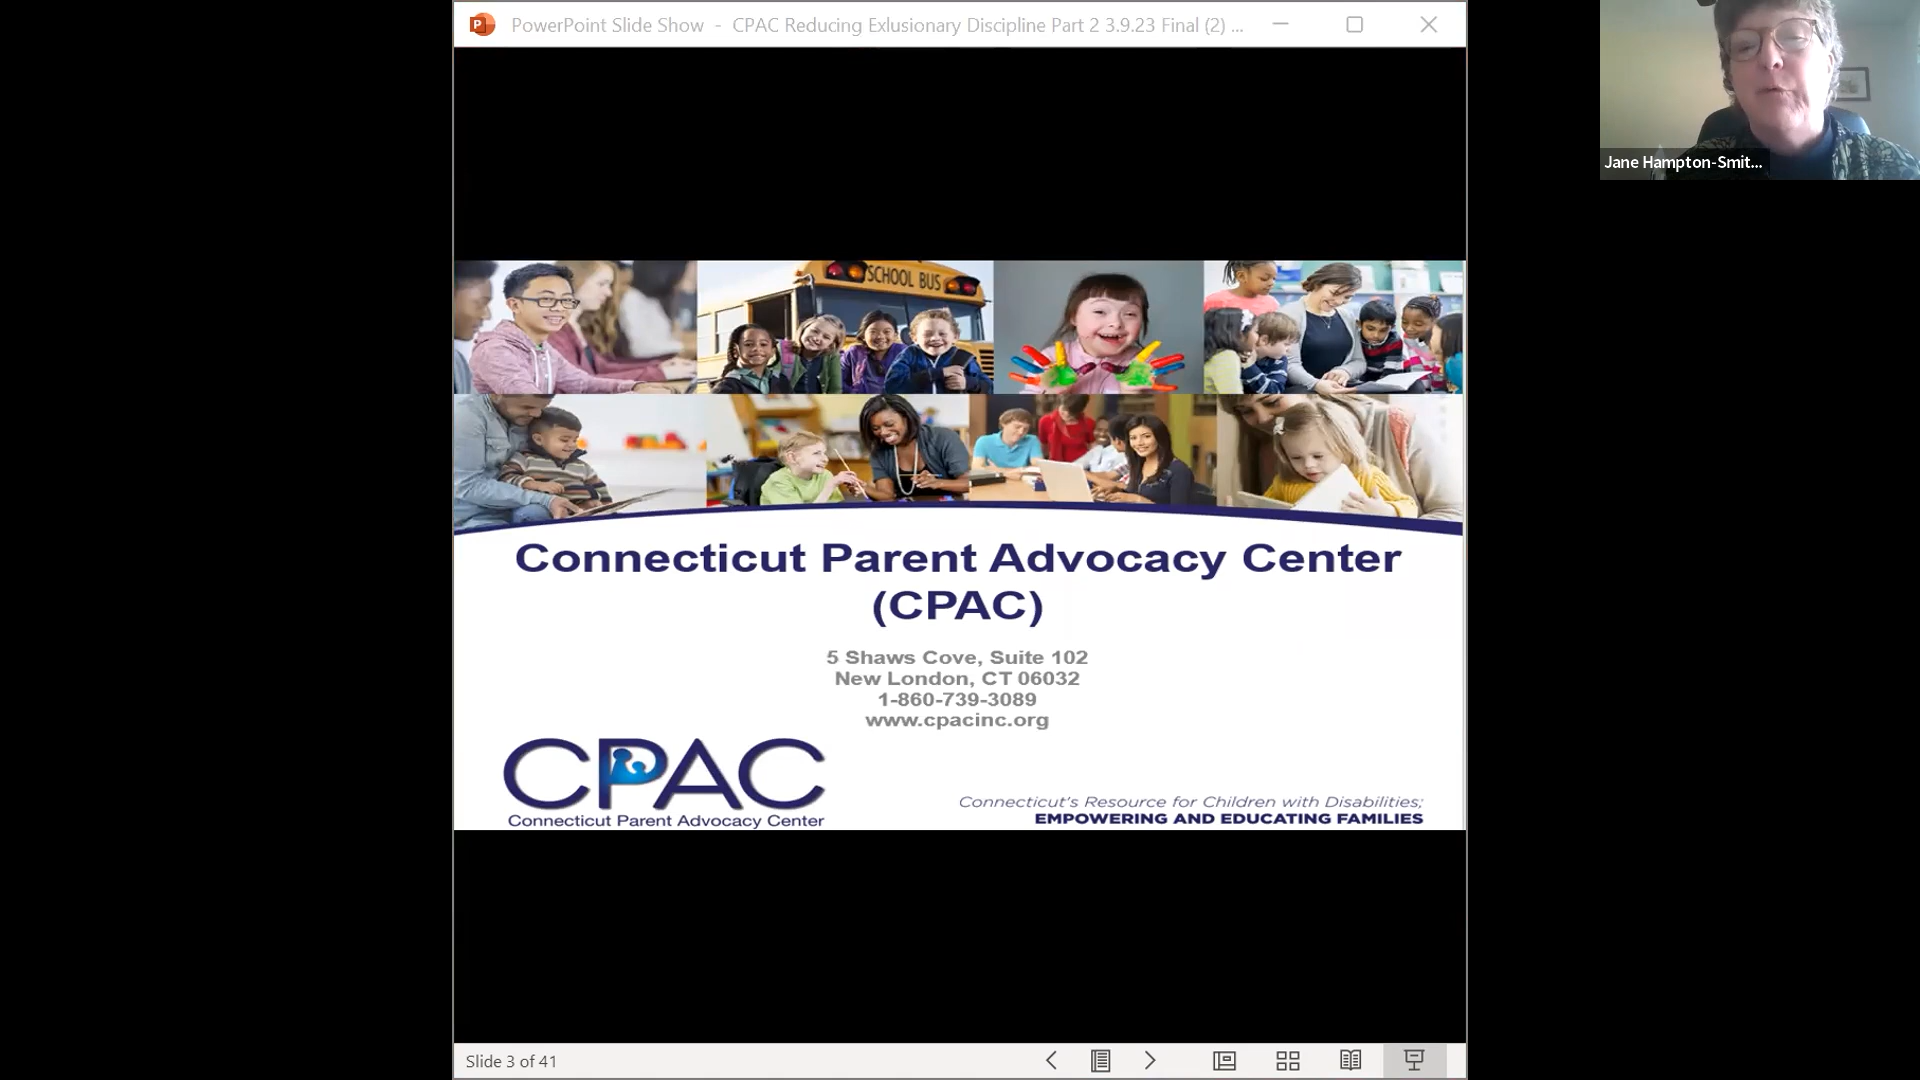 PowerPoint Slide Show - CPAC Reducing Exlusionary Discipline Part 2 3.9.23 Final (2) ...
Jane Hampton-Smit...
SCHOOL BUS
Connecticut Parent Advocacy Center
(CPAC)
5 Shaws Cove, Suite 102
New London, CT 06032
1-860-739-3089
www.cpacinc.org
CPAC
Connecticut Parent Advocacy Center
Connecticut's Resource for Children with Disabilities;
EMPOWERING AND EDUCATING FAMILIES
Slide 3 of 41